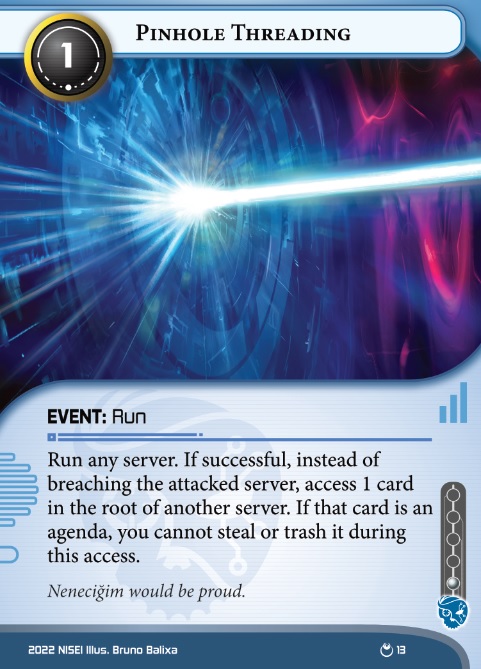 1
Pinhole Threading
EVENT: Run
Run any server. If successful, instead of
breaching the attacked server, access 1 card
in the root of another server. If that card is an
agenda, you cannot steal or trash it during
this access.
Neneciğim would be proud.
2022 NISEI Illus. Bruno Balixa
13